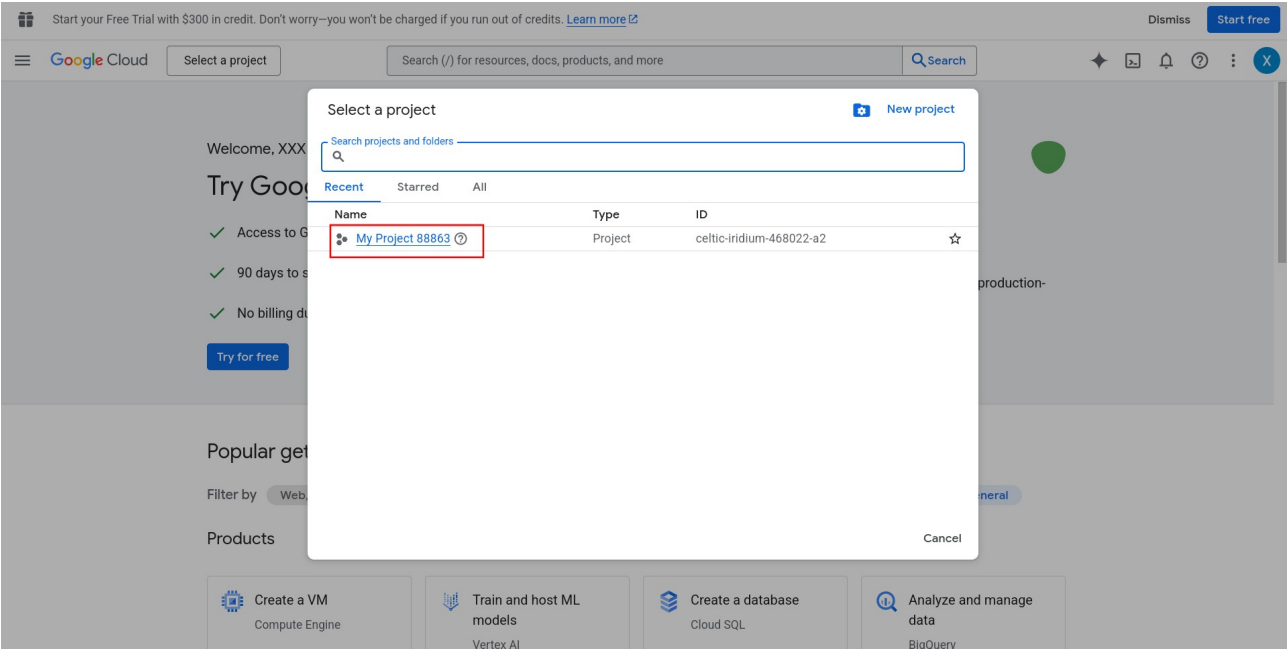 Start your Free Trial with $300 in credit. Don't worry—you won't be charged if you run out of credits. Learn more
Dismiss
Start free
Google Cloud
Select a project
Search (/) for resources, docs, products, and more
Search
X
Select a project
New project
Welcome, XXX
Search projects and folders
Try Goo
Recent
Starred
All
Name
Type
ID
Access to G
My Project 88863
Project
celtic-iridium-468022-a2
90 days to s
production-
No billing du
Try for free
Popular get
Filter by
Web,
neral
Products
Cancel
Create a VM
Compute Engine
Train and host ML
models
Vertex AI
Create a database
Cloud SQL
Analyze and manage
data
BigQuery